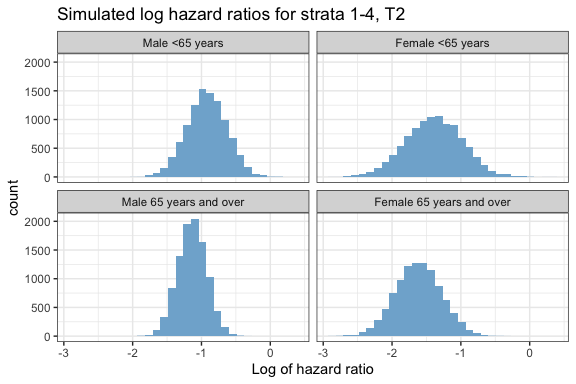 Simulated log hazard ratios for strata 1-4, T2
Male <65 years
Female <65 years
2000
1500
1000
500
0
count
Male 65 years and over
Female 65 years and over
2000
1500
1000
500
0
-3 -2 -1 0
-3 -2 -1 0
Log of hazard ratio